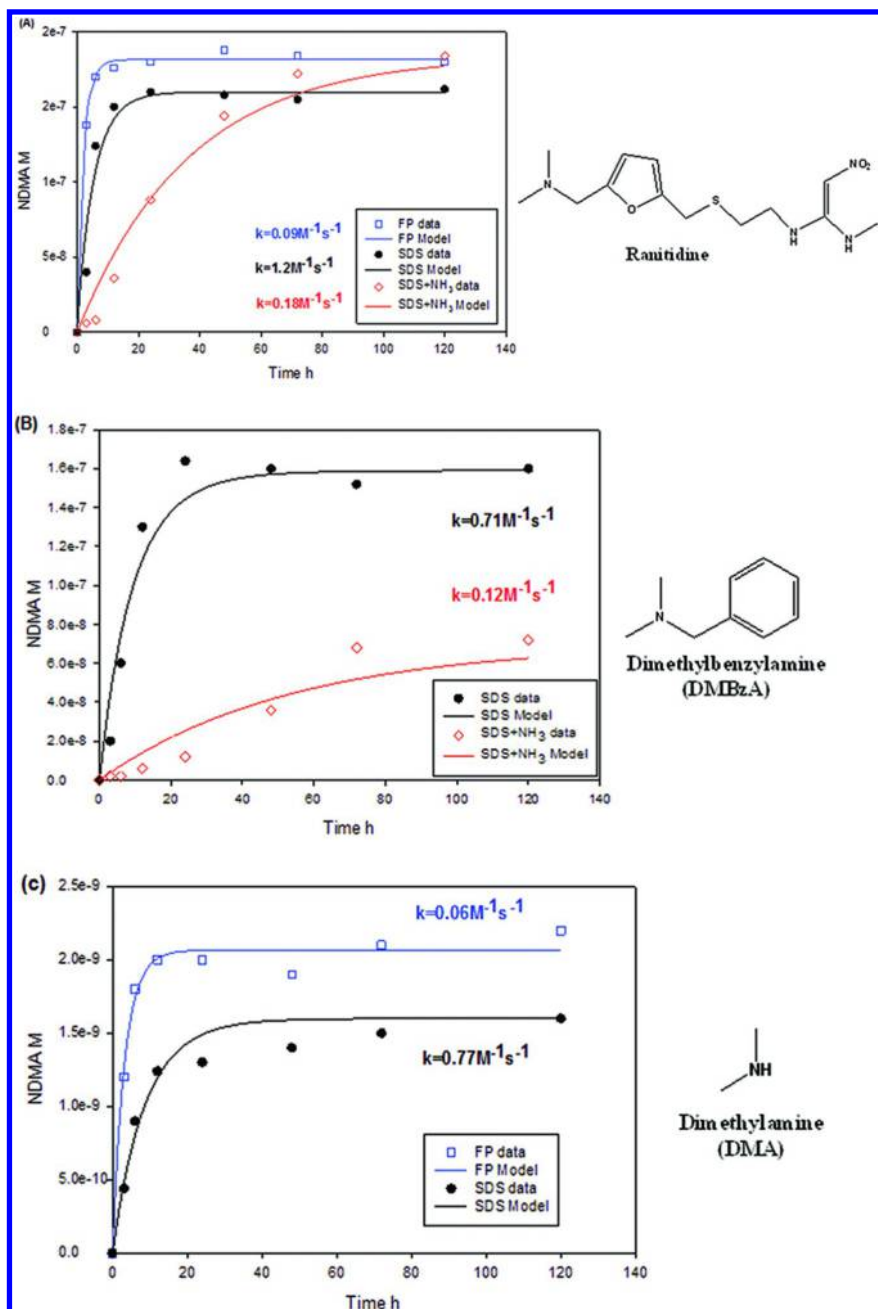 (A)
2e-7
2e-7
1e-7
5e-8
0
NDMA M
k=0.09M-1s-1
k=1.2M-1s-1
k=0.18M-1s-1
FP data
FP Model
SDS data
SDS Model
SDS+NH3 data
SDS+NH3 Model
0 20 40 60 80 100 120 140
Time h
N
O
S
N
H
NO2
N
H
Ranitidine
(B)
1.8e-7
1.6e-7
1.4e-7
1.2e-7
1.0e-7
8.0e-8
6.0e-8
4.0e-8
2.0e-8
0.0
NDMA M
k=0.71M-1s-1
k=0.12M-1s-1
SDS data
SDS Model
SDS+NH3 data
SDS+NH3 Model
0 20 40 60 80 100 120 140
Time h
N
Dimethylbenzylamine
(DMBzA)
(c)
2.5e-9
2.0e-9
1.5e-9
1.0e-9
5.0e-10
0.0
NDMA M
k=0.06M-1s-1
k=0.77M-1s-1
FP data
FP Model
SDS data
SDS Model
0 20 40 60 80 100 120 140
Time h
NH
Dimethylamine
(DMA)